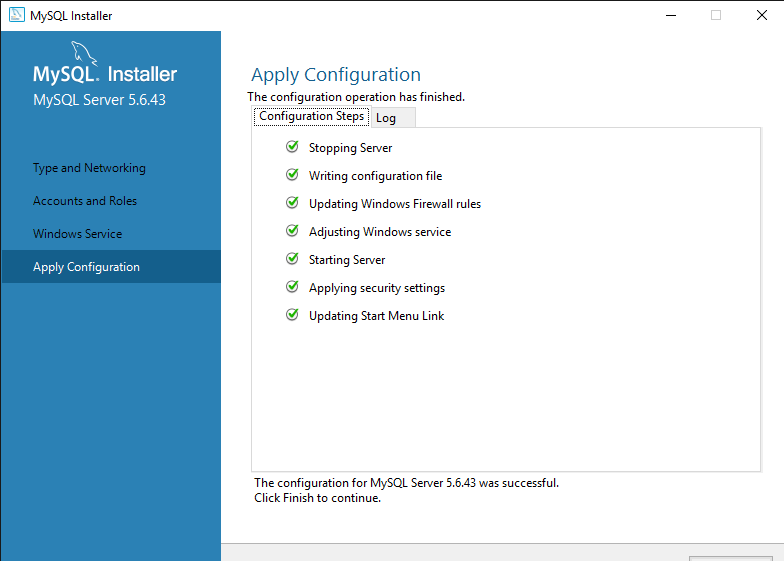 MySQL Installer
MySQL. Installer
MySQL Server 5.6.43
Type and Networking
Accounts and Roles
Windows Service
Apply Configuration
Apply Configuration
The configuration operation has finished.
Configuration Steps
Log
Stopping Server
Writing configuration file
Updating Windows Firewall rules
Adjusting Windows service
Starting Server
Applying security settings
Updating Start Menu Link
The configuration for MySQL Server 5.6.43 was successful.
Click Finish to continue.